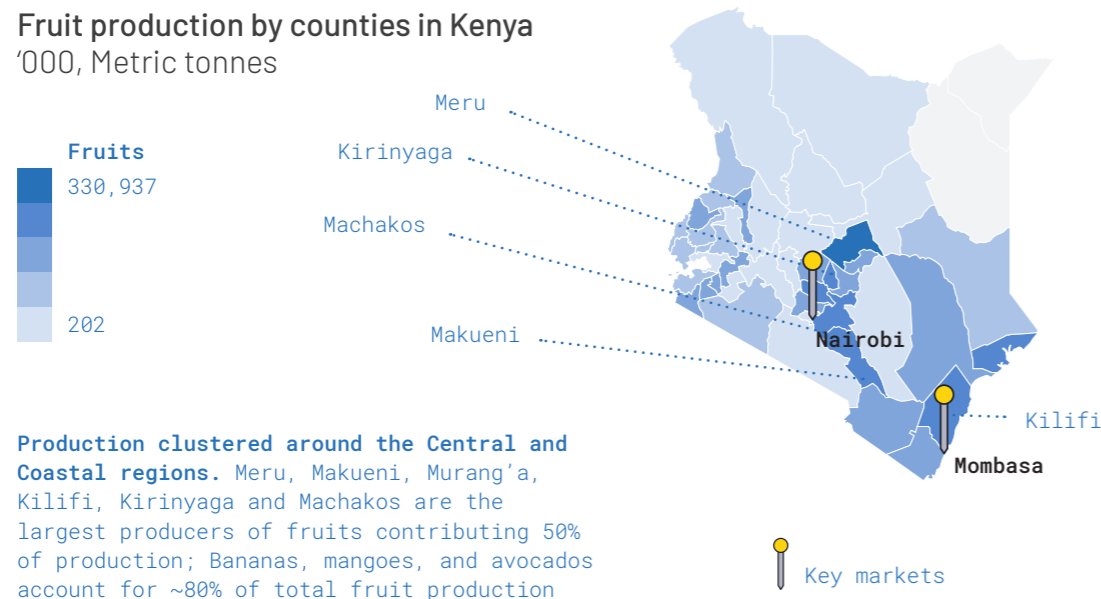 Fruit production by counties in Kenya
‘000, Metric tonnes
Meru
Kirinyaga
Machakos
Makueni
Fruits
330,937
202
Nairobi
Kilifi
Mombasa
Production clustered around the Central and
Coastal regions. Meru, Makueni, Murang’a,
Kilifi, Kirinyaga and Machakos are the
largest producers of fruits contributing 50%
of production; Bananas, mangoes, and avocados
account for ~80% of total fruit production
Key markets